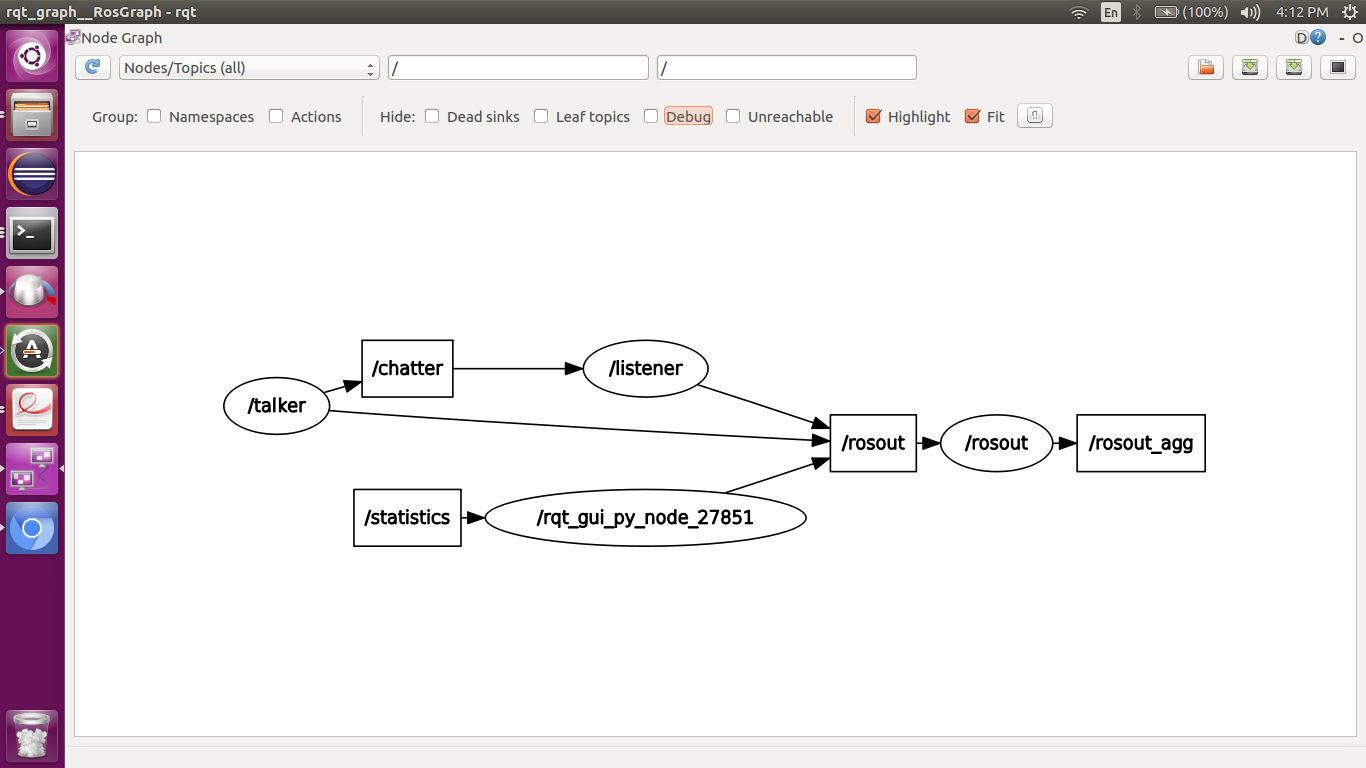 rqt_graph__RosGraph - rqt
En
(100%)
4:12 PM
Node Graph
D
?
- O
Nodes/Topics (all)
/
/
Group: Namespaces Actions Hide: Dead sinks Leaf topics Debug Unreachable Highlight Fit
/chatter
/listener
/talker
/rosout
/rosout
/rosout_agg
/statistics
/rqt_gui_py_node_27851